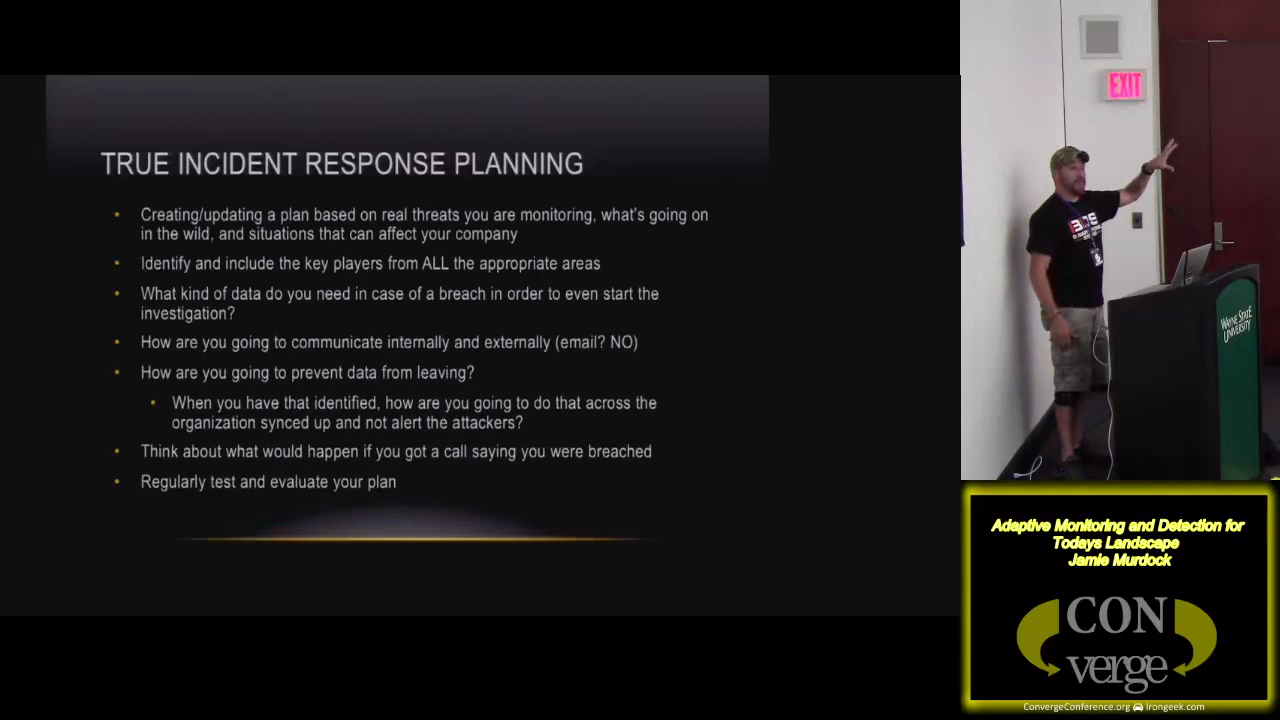 TRUE INCIDENT RESPONSE PLANNING
• Creating/updating a plan based on real threats you are monitoring, what's going on
in the wild, and situations that can affect your company
• Identify and include the key players from ALL the appropriate areas
• What kind of data do you need in case of a breach in order to even start the
investigation?
• How are you going to communicate internally and externally (email? NO)
• How are you going to prevent data from leaving?
• When you have that identified, how are you going to do that across the
organization synced up and not alert the attackers?
• Think about what would happen if you got a call saying you were breached
• Regularly test and evaluate your plan
EXIT
WAYNE STATE
UNIVERSITY
Adaptive Monitoring and Detection for
Todays Landscape
Jamie Murdock
CON
verge
ConvergeConference.org Irongeek.com